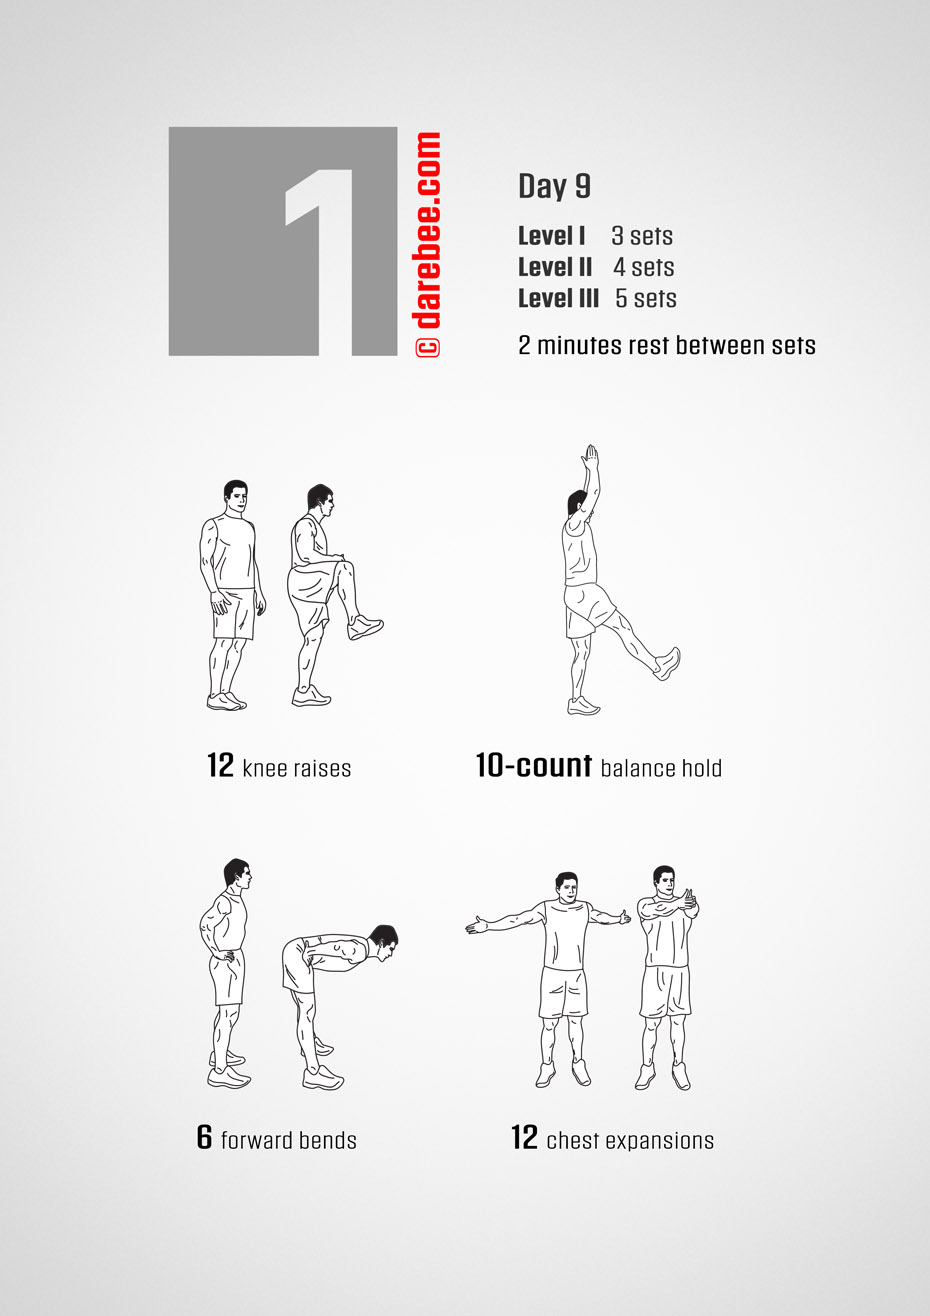 1
© darebee.com
Day 9
Level I 3 sets
Level II 4 sets
Level III 5 sets
2 minutes rest between sets
12 knee raises
10-count balance hold
6 forward bends
12 chest expansions